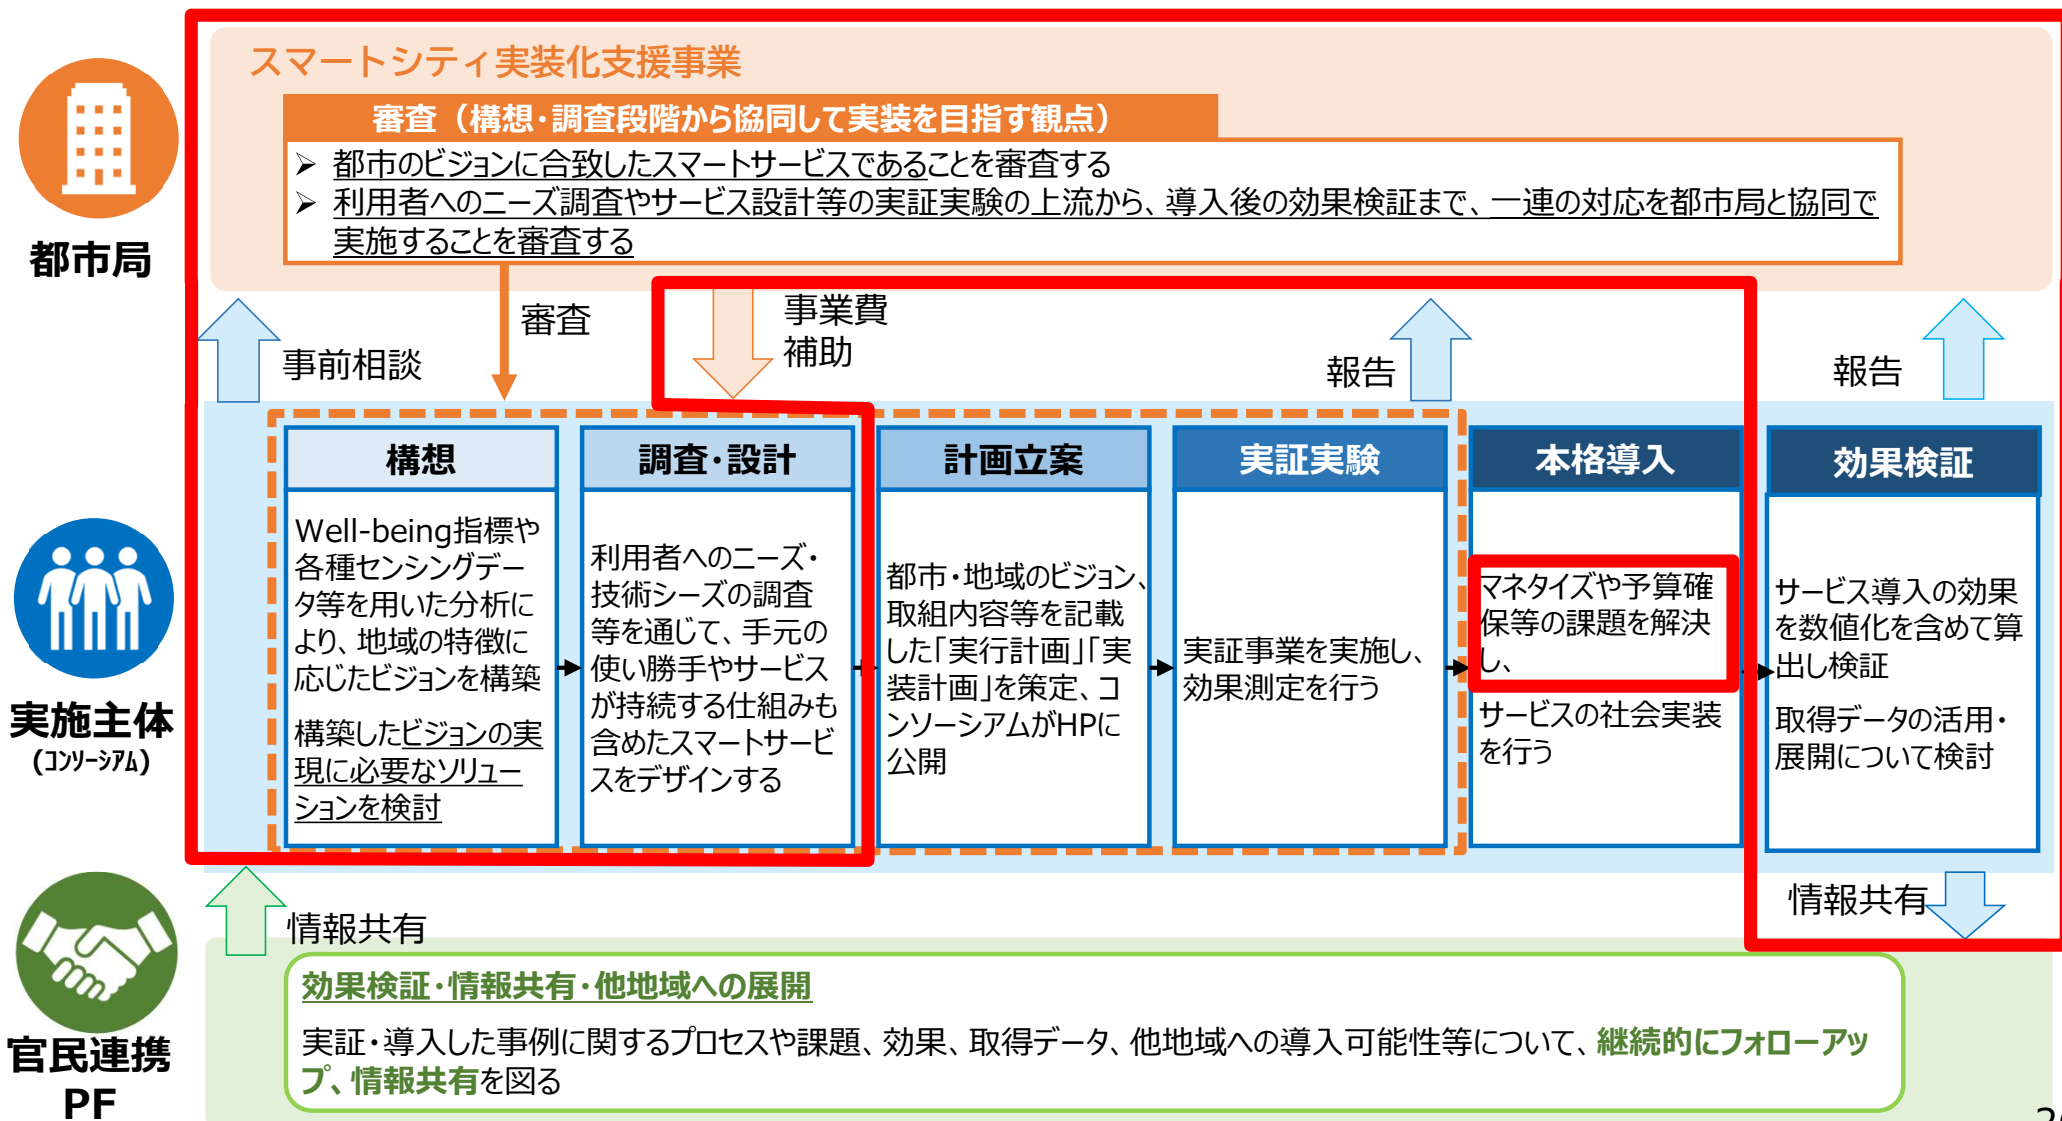 スマートシティ実装化支援事業
審査（構想・調査段階から協同して実装を目指す観点）
➢ 都市のビジョンに合致したスマートサービスであることを審査する
➢ 利用者へのニーズ調査やサービス設計等の実証実験の上流から、導入後の効果検証まで、一連の対応を都市局と協同で
実施することを審査する
都市局
審査
事業費
補助
事前相談
報告
報告
構想
Well-being指標や
各種センシングデー
タ等を用いた分析に
より、地域の特徴に
応じたビジョンを構築
構築したビジョンの実
現に必要なソリュー
ションを検討
調査・設計
利用者へのニーズ・
技術シーズの調査
等を通じて、手元の
使い勝手やサービス
が持続する仕組みも
含めたスマートサービ
スをデザインする
計画立案
都市・地域のビジョン、
取組内容等を記載
した「実行計画」「実
装計画」を策定、コ
ンソーシアムがHPに
公開
実証実験
実証事業を実施し、
効果測定を行う
本格導入
マネタイズや予算確
保等の課題を解決
し、
サービスの社会実装
を行う
効果検証
サービス導入の効果
を数値化を含めて算
出し検証
取得データの活用・
展開について検討
実施主体
(コンソーシアム)
情報共有
情報共有
効果検証・情報共有・他地域への展開
実証・導入した事例に関するプロセスや課題、効果、取得データ、他地域への導入可能性等について、継続的にフォローアッ
プ、情報共有を図る
官民連携
PF